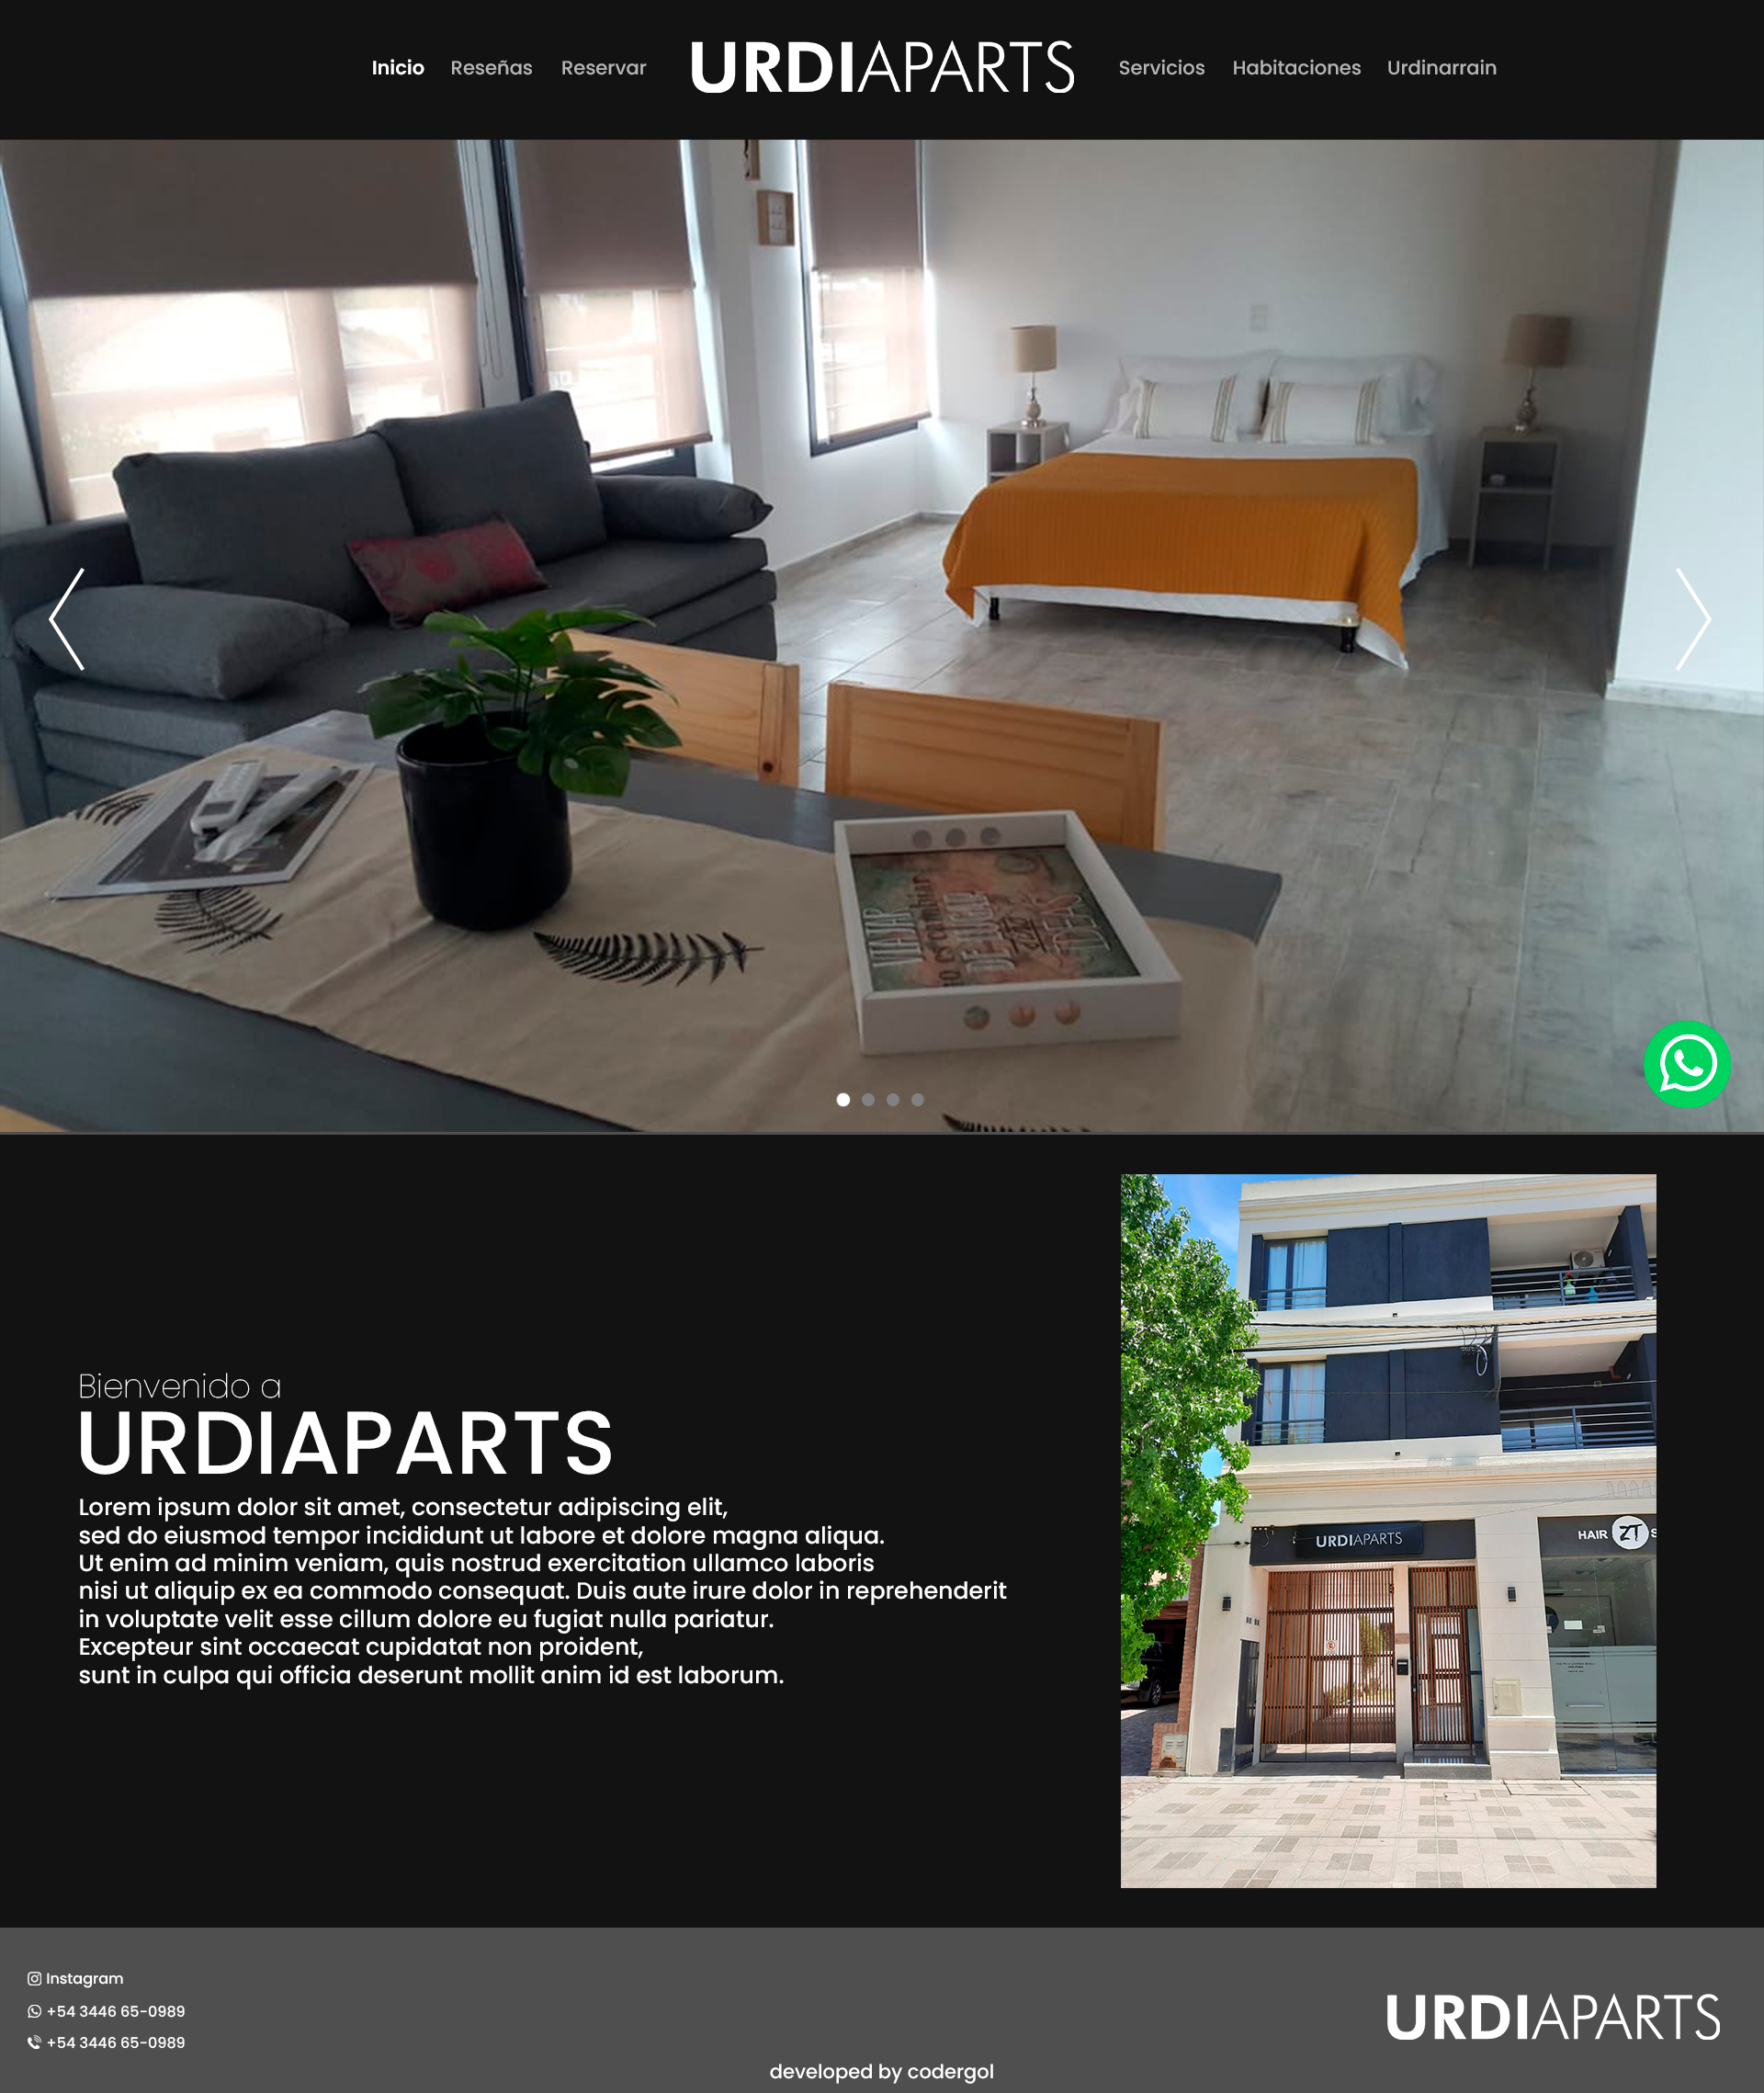 Inicio Reseñas Reservar URDIAPARTS Servicios Habitaciones Urdinarrain
VIAJAR
DE LUGAR
Bienvenido a
URDIAPARTS
Lorem ipsum dolor sit amet, consectetur adipiscing elit,
sed do eiusmod tempor incididunt ut labore et dolore magna aliqua.
Ut enim ad minim veniam, quis nostrud exercitation ullamco laboris
nisi ut aliquip ex ea commodo consequat. Duis aute irure dolor in reprehenderit
in voluptate velit esse cillum dolore eu fugiat nulla pariatur.
Excepteur sint occaecat cupidatat non proident,
sunt in culpa qui officia deserunt mollit anim id est laborum.
URDIAPARTS
HAIR ZT S
Instagram
+54 3446 65-0989
+54 3446 65-0989
URDIAPARTS
developed by codergol